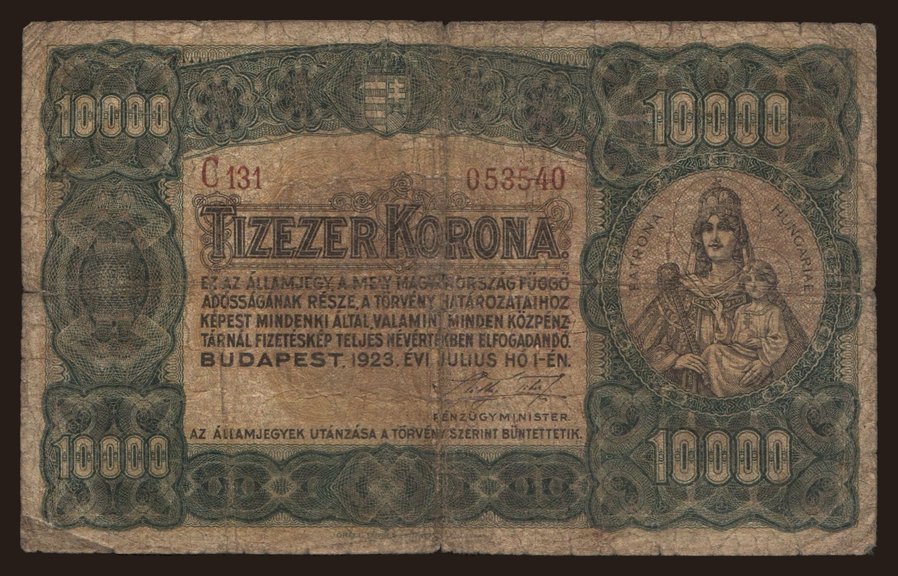 10000
10000
C 131
053540
TIZEZER KORONA
EZ AZ ÁLLAMJEGY, A MELY MAGYARORSZÁG FÜGGŐ
ADÓSSÁGÁNAK RÉSZE, A TÖRVÉNY HATÁROZATAIHOZ
KÉPEST MINDENKI ÁLTAL, VALAMINT MINDEN KÖZPÉNZ-
TÁRNÁL FIZETÉSKÉP TELJES NÉVÉRTÉKBEN ELFOGADANDÓ.
BUDAPEST, 1923. ÉVI JULIUS HÓ 1-ÉN.
PÉNZÜGYMINISTER.
AZ ÁLLAMJEGYEK UTÁNZÁSA A TÖRVÉNY SZERINT BÜNTETTETIK.
PATRONA HUNGARIAE
10000
10000